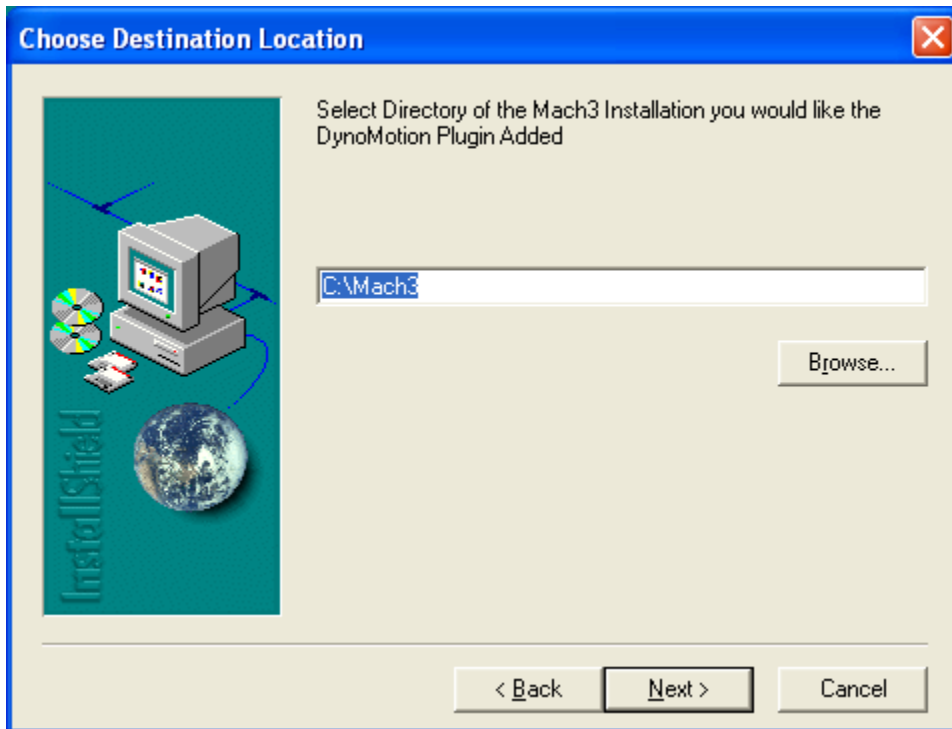 Choose Destination Location
Select Directory of the Mach3 Installation you would like the
DynoMotion Plugin Added
C:\Mach3
Browse...
InstallShield
< Back
Next >
Cancel